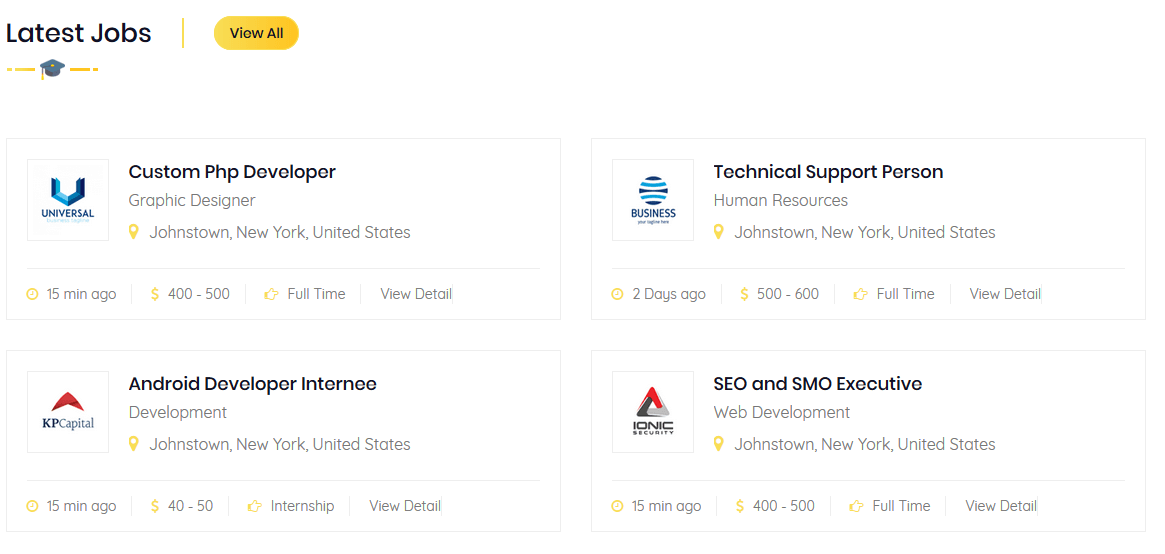 Latest Jobs
View All
UNIVERSAL
Custom Php Developer
Graphic Designer
Johnstown, New York, United States
15 min ago
400 - 500
Full Time
View Detail
BUSINESS
your tagline here
Technical Support Person
Human Resources
Johnstown, New York, United States
2 Days ago
500 - 600
Full Time
View Detail
KPCapital
Android Developer Internee
Development
Johnstown, New York, United States
15 min ago
$ 40 - 50
Internship
View Detail
IONIC
SECURITY
SEO and SMO Executive
Web Development
Johnstown, New York, United States
15 min ago
$ 400 - 500
Full Time
View Detail